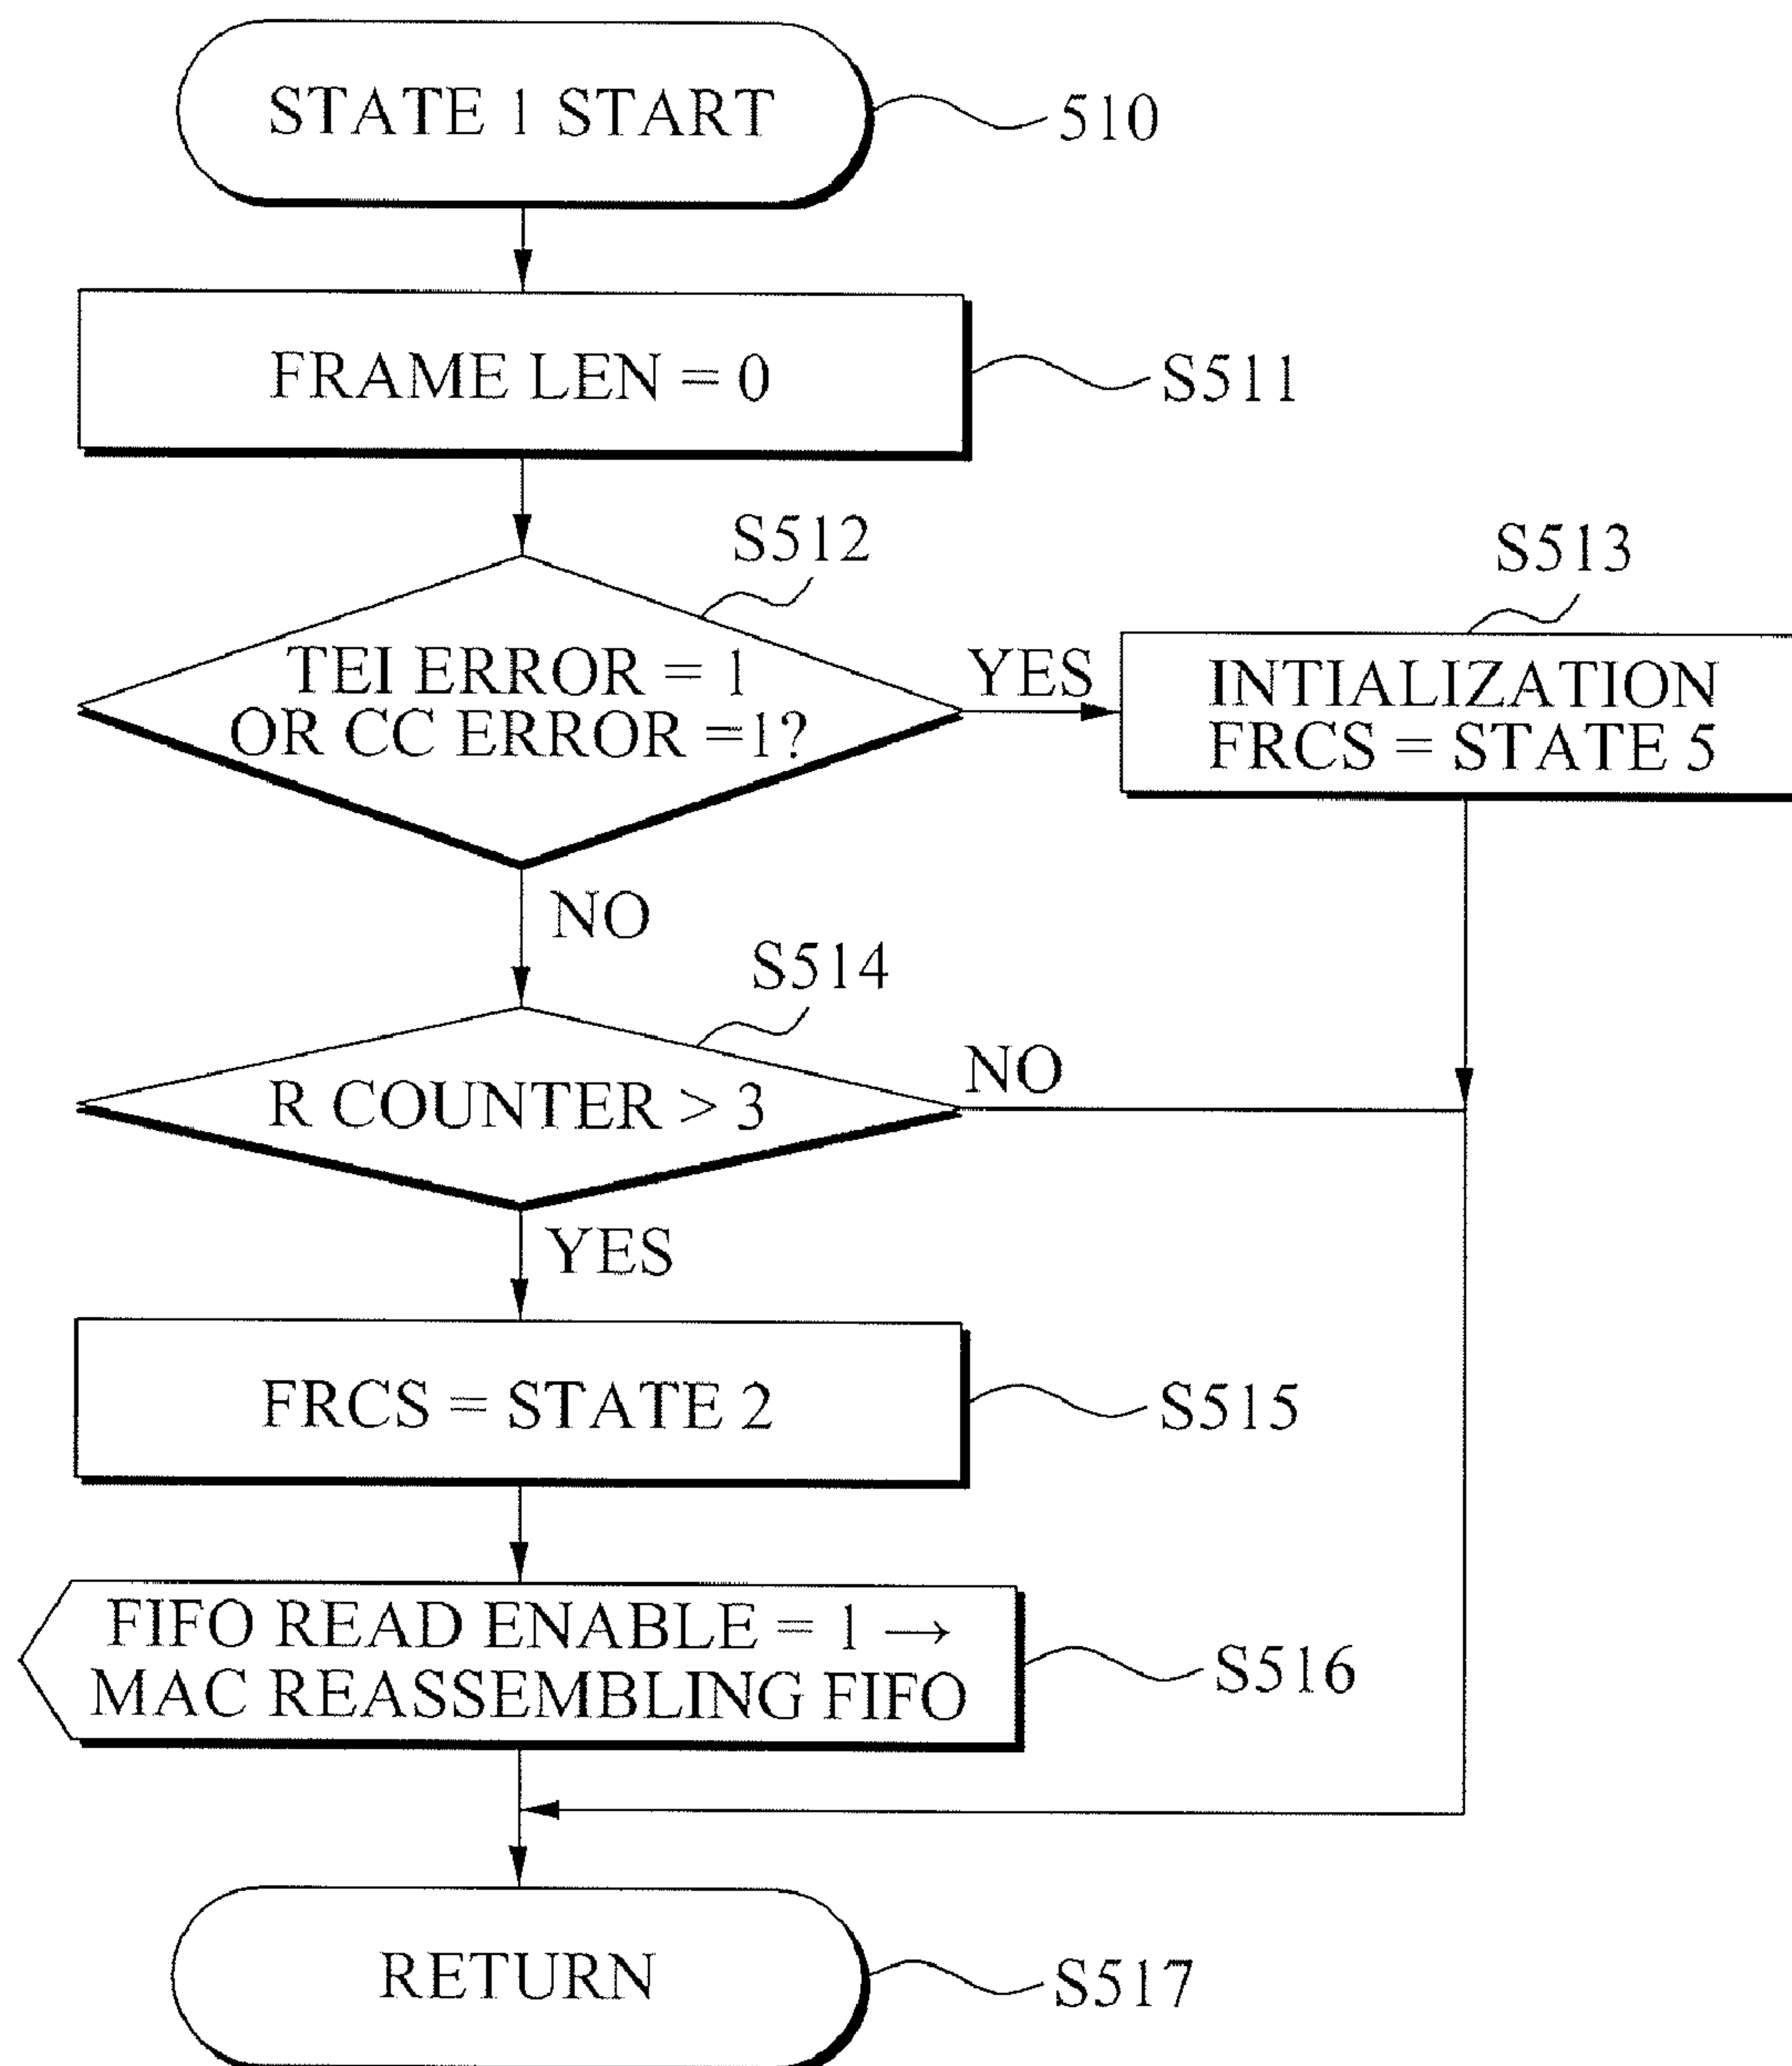 STATE 1 START
510
FRAME LEN = 0
S511
S512
TEI ERROR = 1
OR CC ERROR =1?
YES
S513
INTIALIZATION
FRCS = STATE 5
NO
S514
R COUNTER > 3
NO
YES
FRCS = STATE 2
S515
FIFO READ ENABLE = 1 →
MAC REASSEMBLING FIFO
S516
RETURN
S517